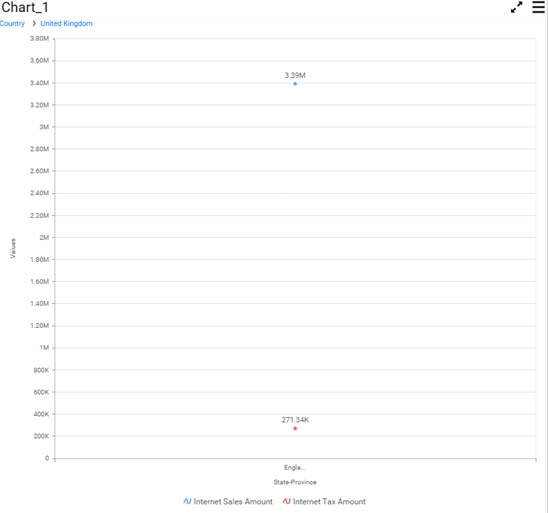 Chart_1
Country > United Kingdom
3.80M
3.60M
3.40M
3.20M
3M
2.80M
2.60M
2.40M
2.20M
2M
1.80M
1.60M
1.40M
1.20M
1M
800K
600K
400K
200K
0
Values
3.39M
271.34K
Engla...
State-Province
Internet Sales Amount Internet Tax Amount